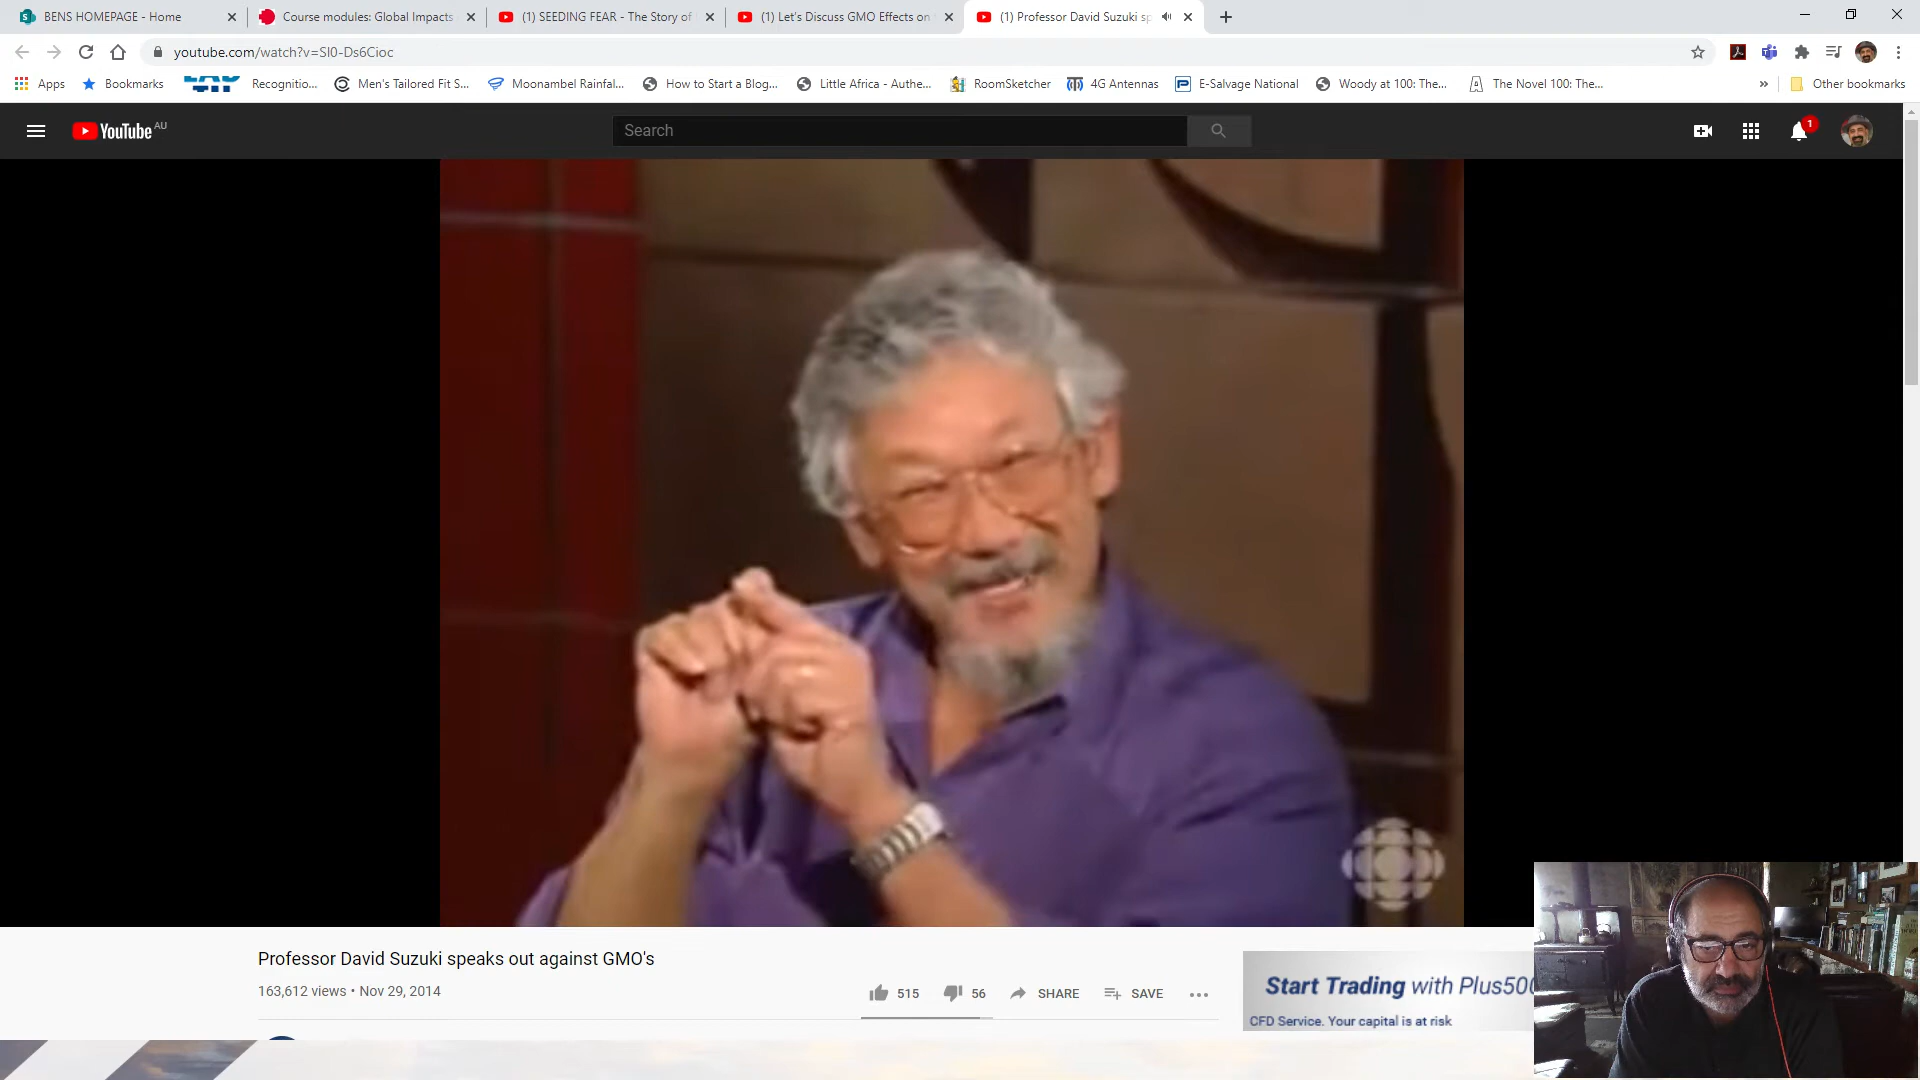 BENS HOMEPAGE - Home
Course modules: Global Impacts
(1) SEEDING FEAR - The Story of
(1) Let's Discuss GMO Effects on
(1) Professor David Suzuki sp
youtube.com/watch?v=Sl0-Ds6Cioc
Apps
Bookmarks
Recognitio...
Men's Tailored Fit S...
Moonambel Rainfal...
How to Start a Blog...
Little Africa - Authe...
RoomSketcher
4G Antennas
E-Salvage National
Woody at 100: The...
The Novel 100: The...
»
Other bookmarks
YouTube AU
Search
1
Professor David Suzuki speaks out against GMO's
163,612 views • Nov 29, 2014
515
56
SHARE
SAVE
Start Trading with Plus500
CFD Service. Your capital is at risk